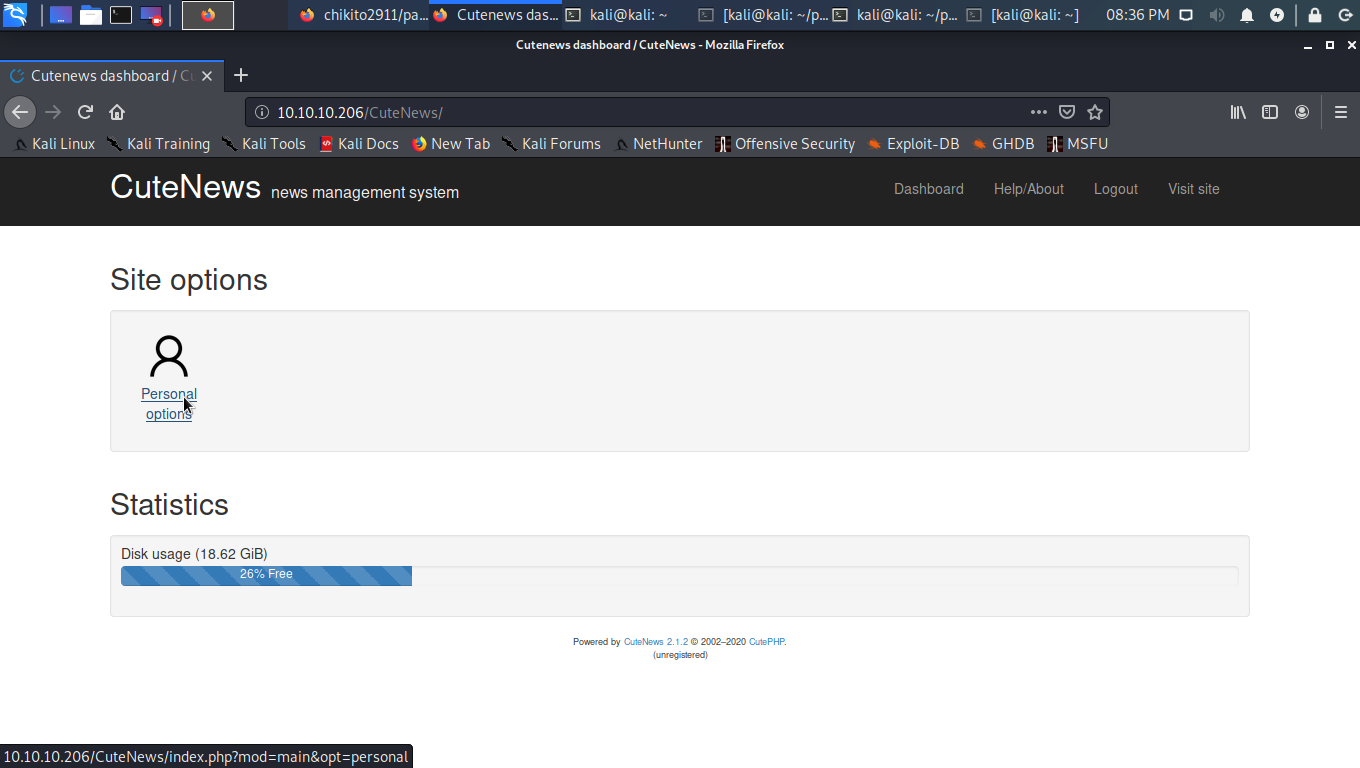 chikito2911/pa... Cutenews das... kali@kali: ~ [kali@kali: ~/p... kali@kali: ~/p... [kali@kali: ~] 08:36 PM
Cutenews dashboard / CuteNews - Mozilla Firefox
Cutenews dashboard / Cu
10.10.10.206/CuteNews/
Kali Linux Kali Training Kali Tools Kali Docs New Tab Kali Forums NetHunter Offensive Security Exploit-DB GHDB MSFU
CuteNews news management system Dashboard Help/About Logout Visit site
Site options
Personal
options
Statistics
Disk usage (18.62 GiB)
26% Free
Powered by CuteNews 2.1.2 © 2002–2020 CutePHP.
(unregistered)
10.10.10.206/CuteNews/index.php?mod=main&opt=personal